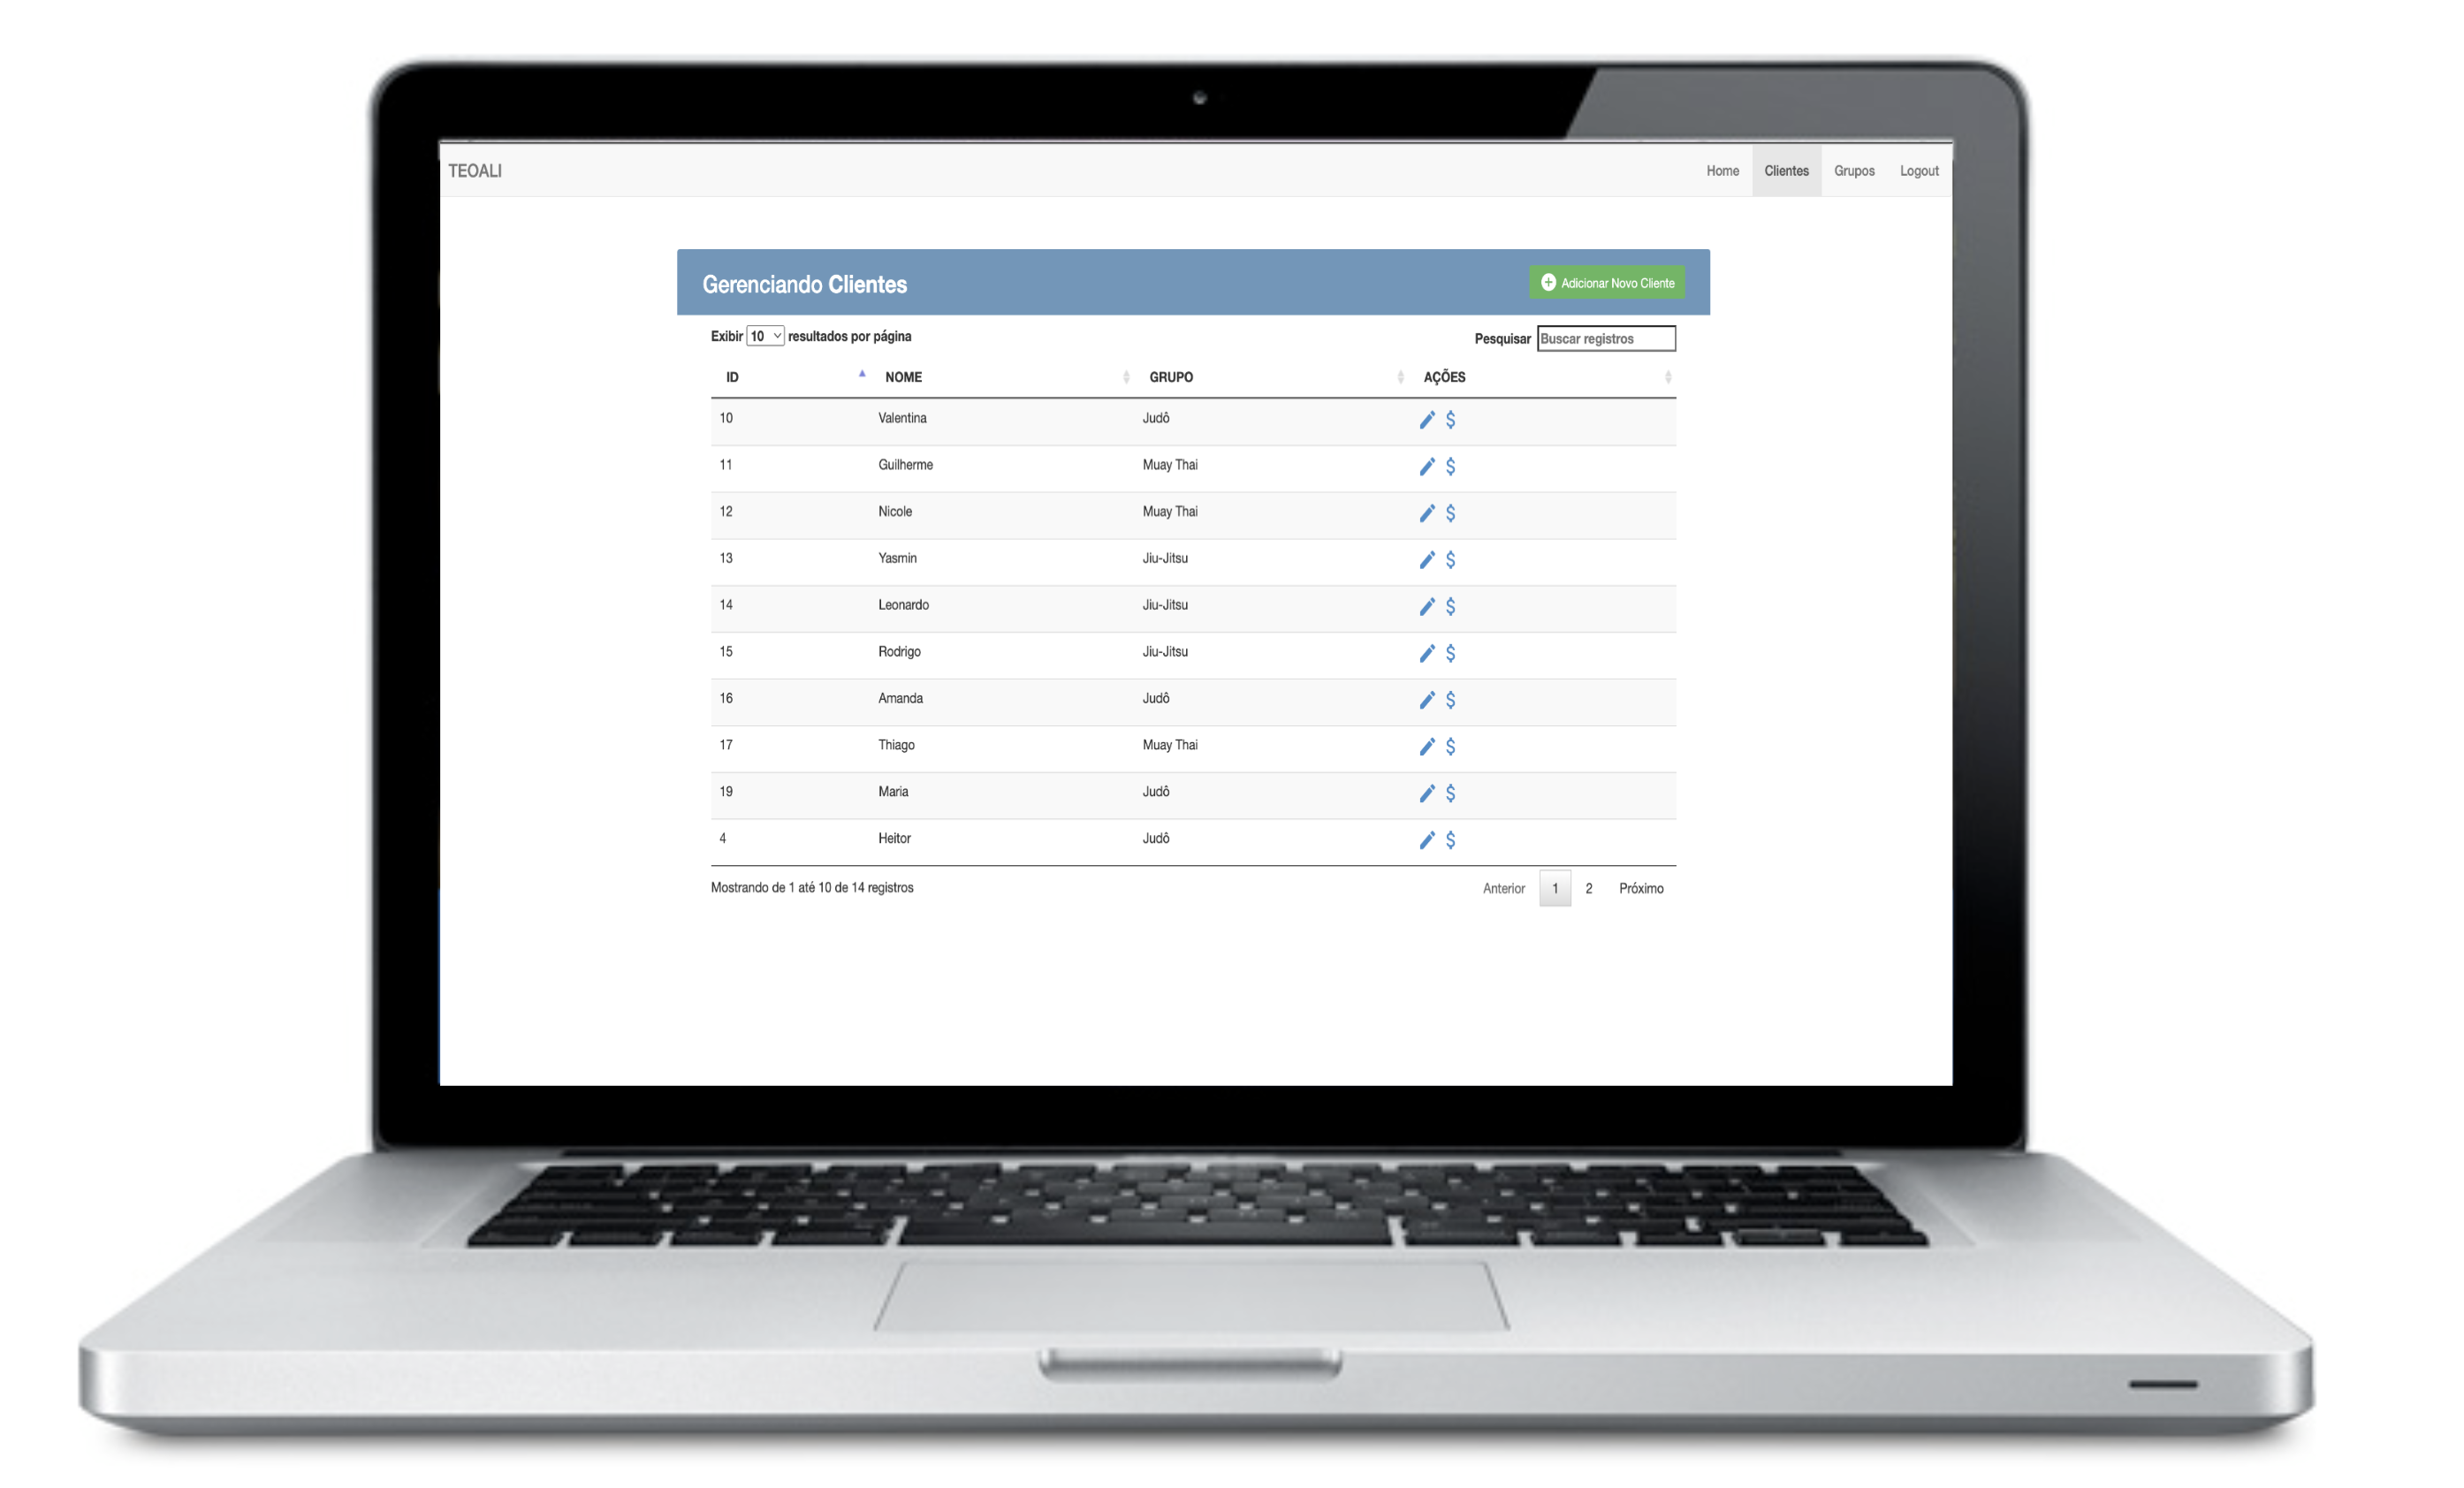 TEOALI Home Clientes Grupos Logout
Gerenciando Clientes Adicionar Novo Cliente
Exibir 10 resultados por página Pesquisar Buscar registros
ID NOME GRUPO AÇÕES
10 Valentina Judô $
11 Guilherme Muay Thai $
12 Nicole Muay Thai $
13 Yasmin Jiu-Jitsu $
14 Leonardo Jiu-Jitsu $
15 Rodrigo Jiu-Jitsu $
16 Amanda Judô $
17 Thiago Muay Thai $
19 Maria Judô $
4 Heitor Judô $
Mostrando de 1 até 10 de 14 registros Anterior 1 2 Próximo